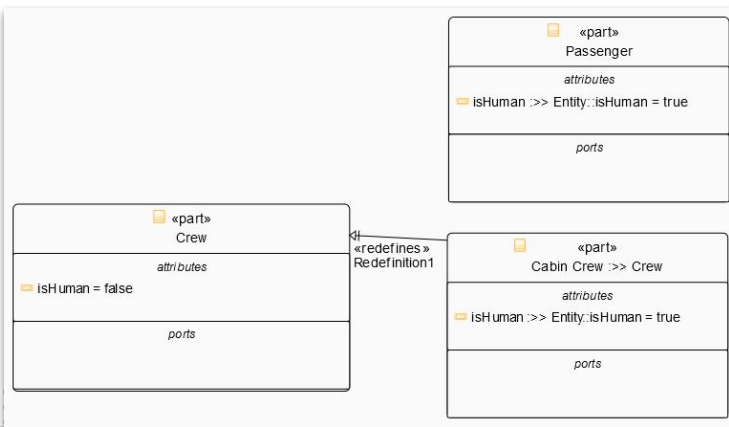 «part»
Passenger
attributes
isHuman :>> Entity::isHuman = true
ports
«part»
Crew
attributes
isHuman = false
ports
«redefines»
Redefinition1
«part»
Cabin Crew :>> Crew
attributes
isHuman :>> Entity::isHuman = true
ports